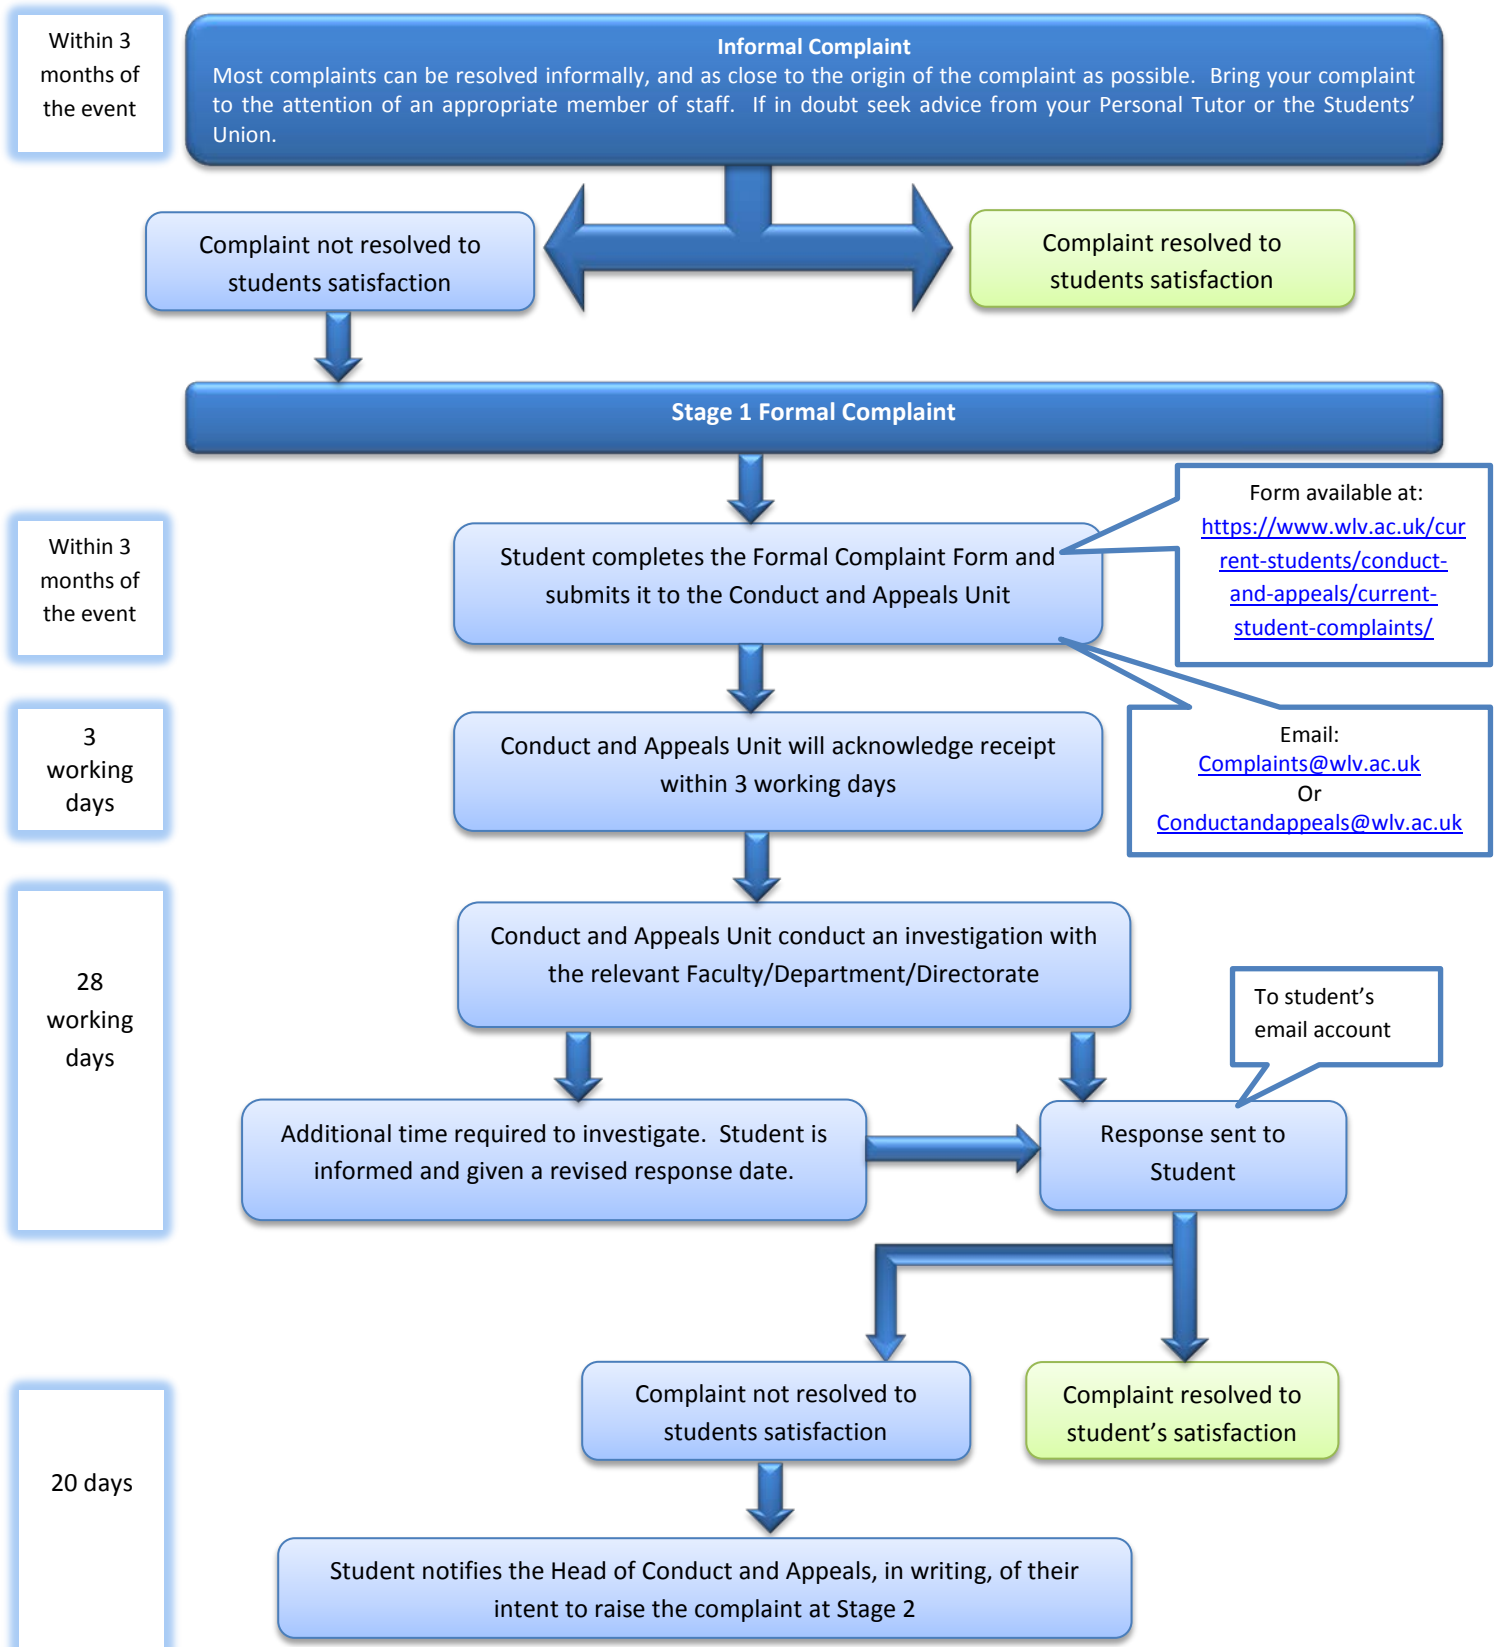 Within 3
months of
the event
Informal Complaint
Most complaints can be resolved informally, and as close to the origin of the complaint as possible.  Bring your complaint
to the attention of an appropriate member of staff.  If in doubt seek advice from your Personal Tutor or the Students’
Union.
Complaint not resolved to
students satisfaction
Complaint resolved to
students satisfaction
Stage 1 Formal Complaint
Within 3
months of
the event
Student completes the Formal Complaint Form and
submits it to the Conduct and Appeals Unit
Form available at:
https://www.wlv.ac.uk/cur
rent-students/conduct-
and-appeals/current-
student-complaints/
3
working
days
Conduct and Appeals Unit will acknowledge receipt
within 3 working days
Email:
Complaints@wlv.ac.uk
Or
Conductandappeals@wlv.ac.uk
28
working
days
Conduct and Appeals Unit conduct an investigation with
the relevant Faculty/Department/Directorate
To student’s
email account
Additional time required to investigate.  Student is
informed and given a revised response date.
Response sent to
Student
20 days
Complaint not resolved to
students satisfaction
Complaint resolved to
student’s satisfaction
Student notifies the Head of Conduct and Appeals, in writing, of their
intent to raise the complaint at Stage 2